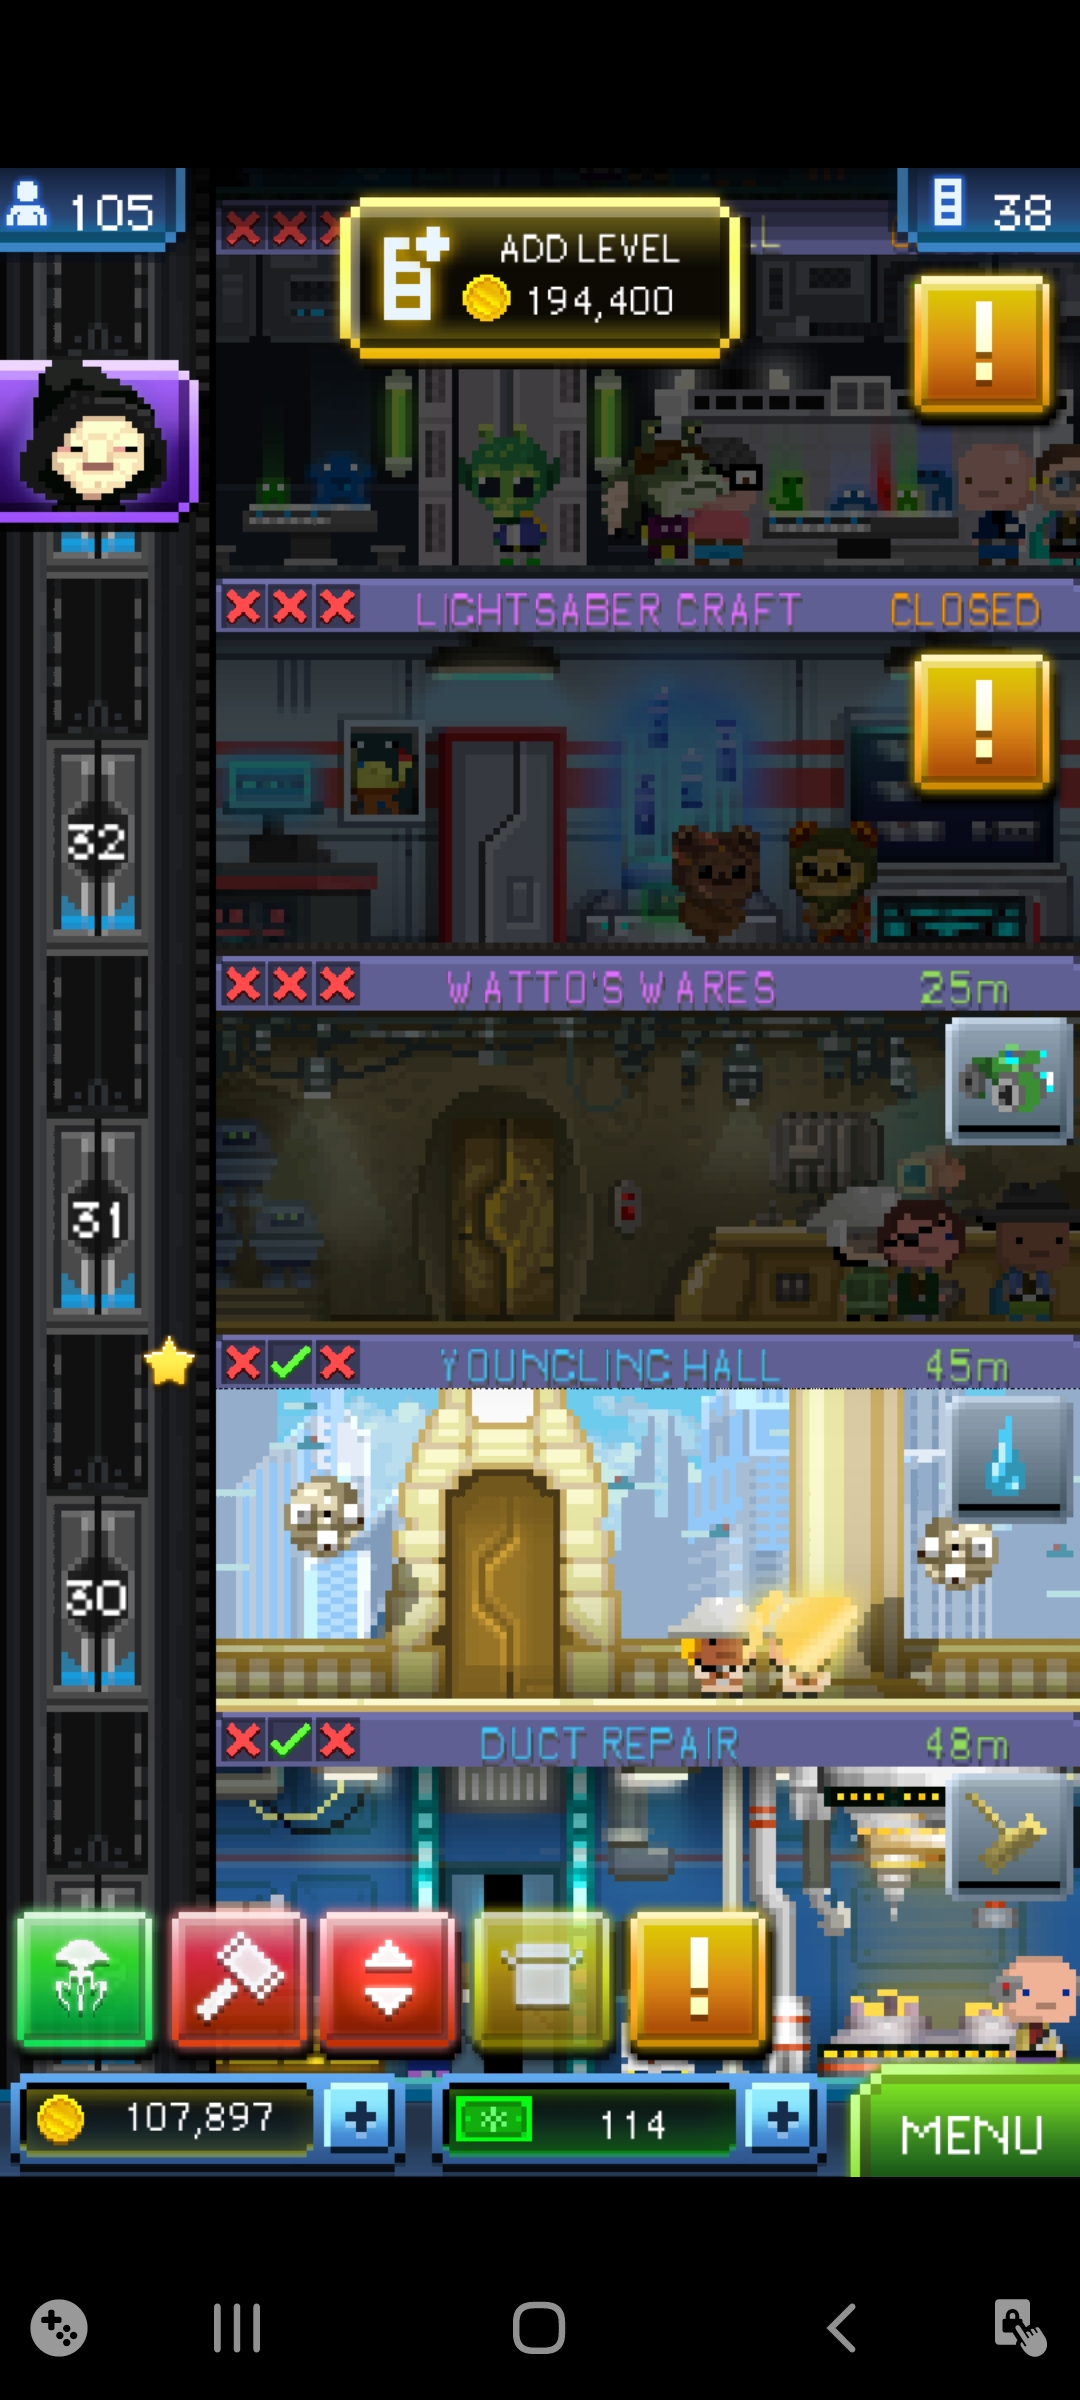 105
38
ADD LEVEL
194,400
LIGHTSABER CRAFT CLOSED
32
WATTO'S WARES 25m
31
YOUNGLING HALL 45m
30
DUCT REPAIR 48m
107,897
114
MENU